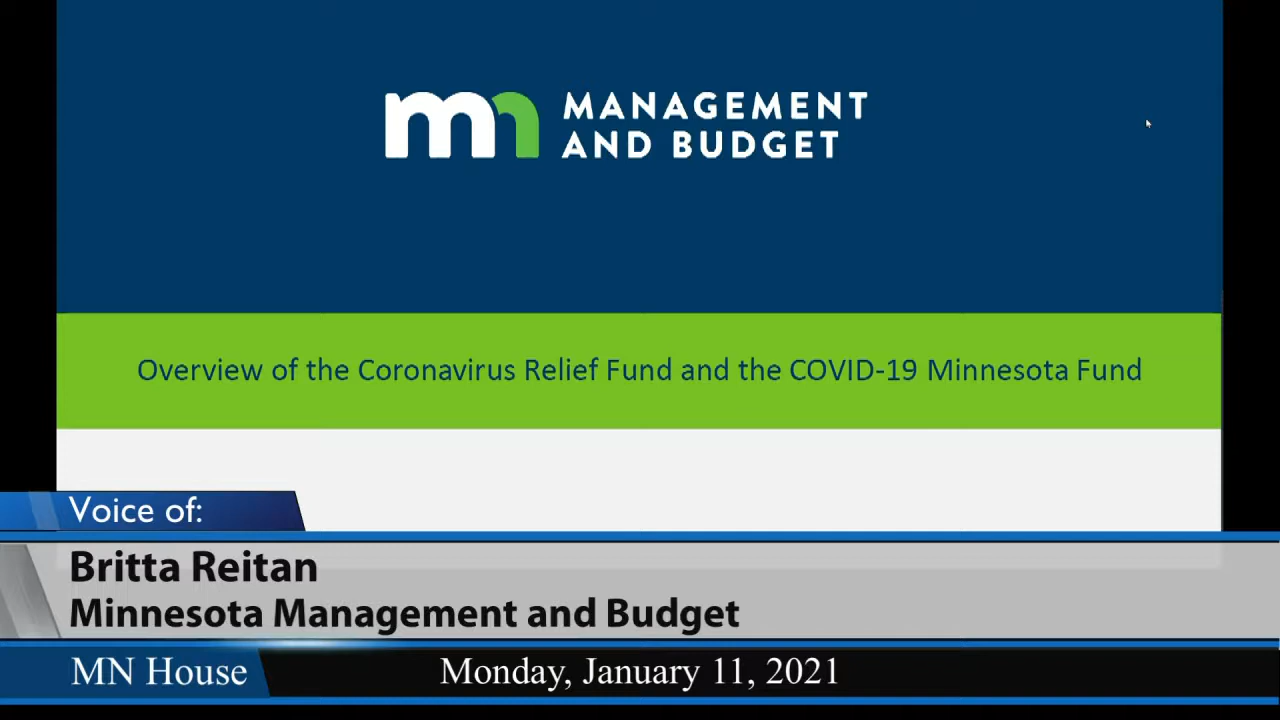 mn MANAGEMENT
AND BUDGET
Overview of the Coronavirus Relief Fund and the COVID-19 Minnesota Fund
Voice of:
Britta Reitan
Minnesota Management and Budget
MN House
Monday, January 11, 2021